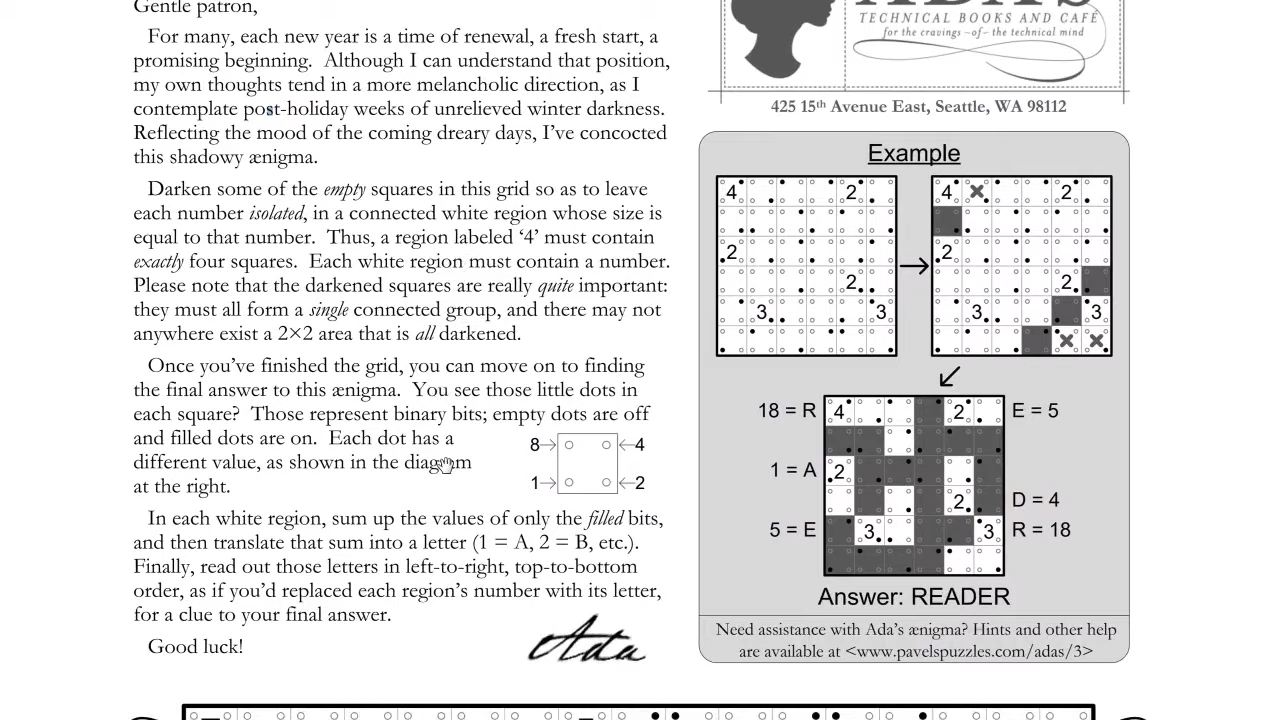 Gentle patron,
For many, each new year is a time of renewal, a fresh start, a
promising beginning. Although I can understand that position,
my own thoughts tend in a more melancholic direction, as I
contemplate post-holiday weeks of unrelieved winter darkness.
Reflecting the mood of the coming dreary days, I've concocted
this shadowy ænigma.
Darken some of the empty squares in this grid so as to leave
each number isolated, in a connected white region whose size is
equal to that number. Thus, a region labeled ‘4’ must contain
exactly four squares. Each white region must contain a number.
Please note that the darkened squares are really quite important:
they must all form a single connected group, and there may not
anywhere exist a 2×2 area that is all darkened.
Once you've finished the grid, you can move on to finding
the final answer to this ænigma. You see those little dots in
each square? Those represent binary bits; empty dots are off
and filled dots are on. Each dot has a
different value, as shown in the diagram
at the right.
8 4
1 2
In each white region, sum up the values of only the filled bits,
and then translate that sum into a letter (1 = A, 2 = B, etc.).
Finally, read out those letters in left-to-right, top-to-bottom
order, as if you'd replaced each region's number with its letter,
for a clue to your final answer.
Good luck!
Ada
ADA'S
TECHNICAL BOOKS AND CAFÉ
for the cravings ~of~ the technical mind
425 15th Avenue East, Seattle, WA 98112
Example
4 2
2
2
3 3
4 2
2
2
3 3
18 = R 4 2 E = 5
1 = A 2
2 D = 4
5 = E 3 3 R = 18
Answer: READER
Need assistance with Ada's ænigma? Hints and other help
are available at <www.pavelspuzzles.com/adas/3>